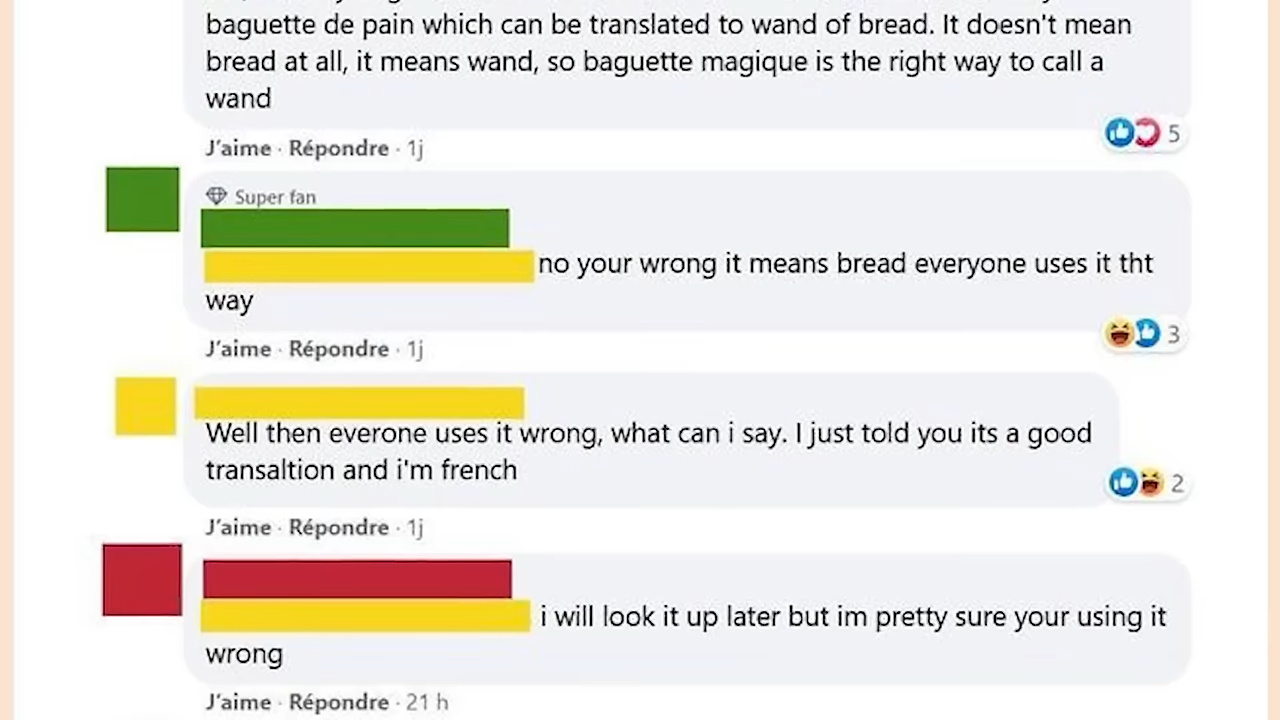 baguette de pain which can be translated to wand of bread. It doesn't mean
bread at all, it means wand, so baguette magique is the right way to call a
wand
J'aime · Répondre · 1j
5
Super fan
no your wrong it means bread everyone uses it tht
way
J'aime · Répondre · 1j
3
Well then everone uses it wrong, what can i say. I just told you its a good
transaltion and i'm french
J'aime · Répondre · 1j
2
i will look it up later but im pretty sure your using it
wrong
J'aime · Répondre · 21 h